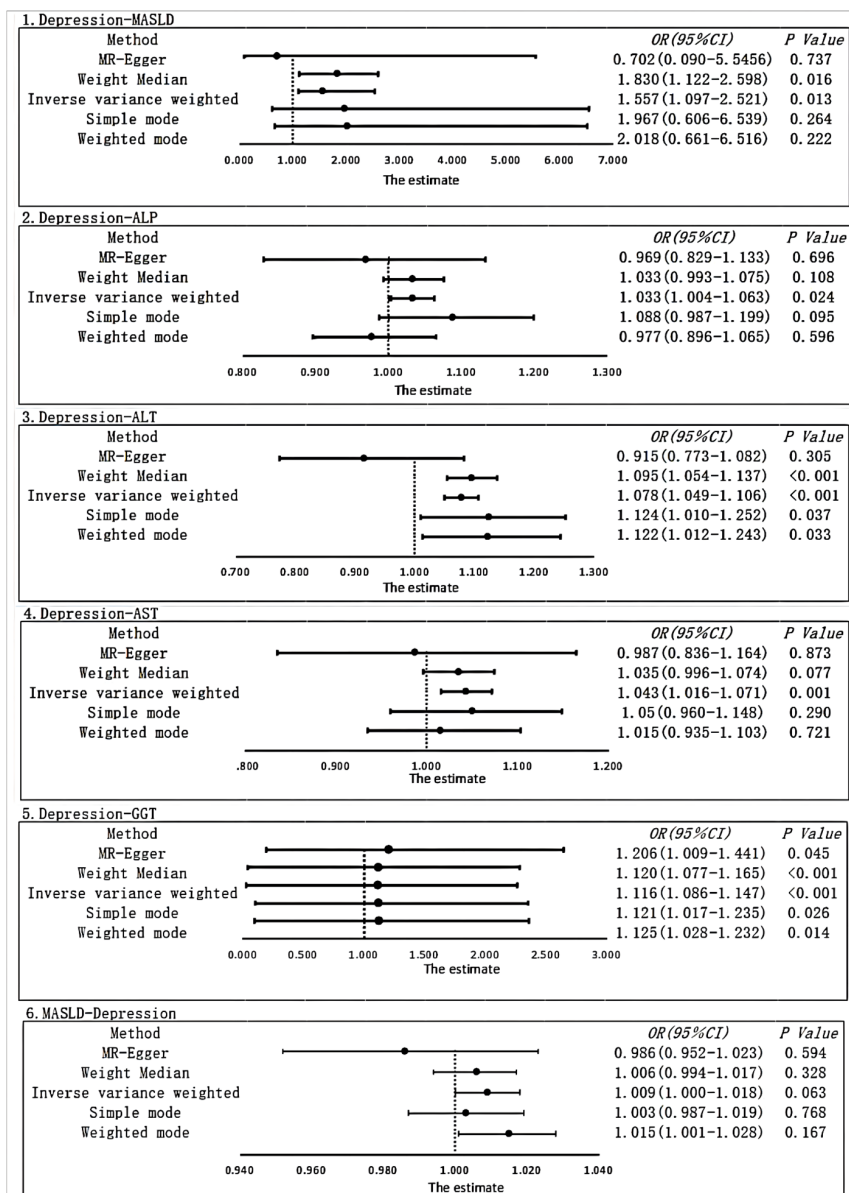 1. Depression-MASLD
Method OR(95%CI) P Value
MR-Egger 0.702(0.090-5.5456) 0.737
Weight Median 1.830(1.122-2.598) 0.016
Inverse variance weighted 1.557(1.097-2.521) 0.013
Simple mode 1.967(0.606-6.539) 0.264
Weighted mode 2.018(0.661-6.516) 0.222
0.000 1.000 2.000 3.000 4.000 5.000 6.000 7.000
The estimate
2. Depression-ALP
Method OR(95%CI) P Value
MR-Egger 0.969(0.829-1.133) 0.696
Weight Median 1.033(0.993-1.075) 0.108
Inverse variance weighted 1.033(1.004-1.063) 0.024
Simple mode 1.088(0.987-1.199) 0.095
Weighted mode 0.977(0.896-1.065) 0.596
0.800 0.900 1.000 1.100 1.200 1.300
The estimate
3. Depression-ALT
Method OR(95%CI) P Value
MR-Egger 0.915(0.773-1.082) 0.305
Weight Median 1.095(1.054-1.137) <0.001
Inverse variance weighted 1.078(1.049-1.106) <0.001
Simple mode 1.124(1.010-1.252) 0.037
Weighted mode 1.122(1.012-1.243) 0.033
0.700 0.800 0.900 1.000 1.100 1.200 1.300
The estimate
4. Depression-AST
Method OR(95%CI) P Value
MR-Egger 0.987(0.836-1.164) 0.873
Weight Median 1.035(0.996-1.074) 0.077
Inverse variance weighted 1.043(1.016-1.071) 0.001
Simple mode 1.05(0.960-1.148) 0.290
Weighted mode 1.015(0.935-1.103) 0.721
.800 0.900 1.000 1.100 1.200
The estimate
5. Depression-GGT
Method OR(95%CI) P Value
MR-Egger 1.206(1.009-1.441) 0.045
Weight Median 1.120(1.077-1.165) <0.001
Inverse variance weighted 1.116(1.086-1.147) <0.001
Simple mode 1.121(1.017-1.235) 0.026
Weighted mode 1.125(1.028-1.232) 0.014
0.000 0.500 1.000 1.500 2.000 2.500 3.000
The estimate
6. MASLD-Depression
Method OR(95%CI) P Value
MR-Egger 0.986(0.952-1.023) 0.594
Weight Median 1.006(0.994-1.017) 0.328
Inverse variance weighted 1.009(1.000-1.018) 0.063
Simple mode 1.003(0.987-1.019) 0.768
Weighted mode 1.015(1.001-1.028) 0.167
0.940 0.960 0.980 1.000 1.020 1.040
The estimate